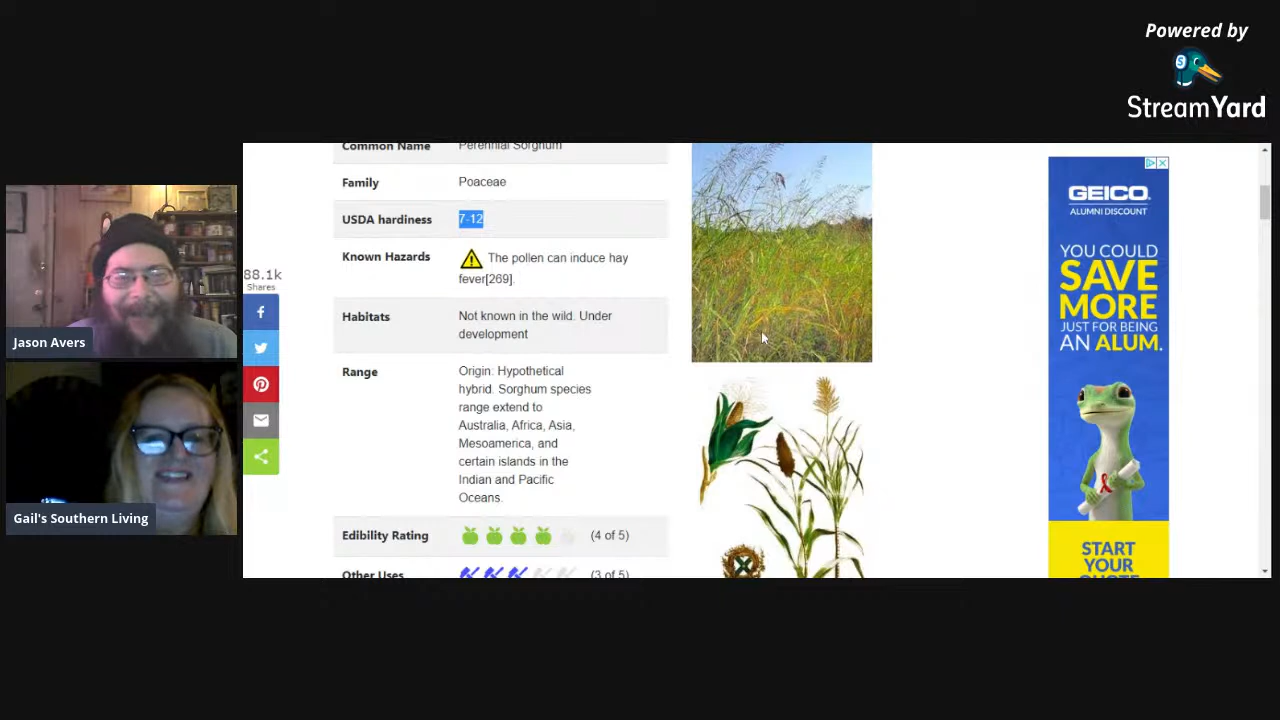 Powered by
StreamYard
Common Name Perennial Sorghum
Family Poaceae
USDA hardiness 7-12
Known Hazards The pollen can induce hay
fever[269].
Habitats Not known in the wild. Under
development
Range Origin: Hypothetical
hybrid. Sorghum species
range extend to
Australia, Africa, Asia,
Mesoamerica, and
certain islands in the
Indian and Pacific
Oceans.
Edibility Rating (4 of 5)
Other Uses (3 of 5)
88.1k
Shares
Jason Avers
Gail's Southern Living
GEICO
ALUMNI DISCOUNT
YOU COULD
SAVE
MORE
JUST FOR BEING
AN ALUM.
START
YOUR
QUOTE